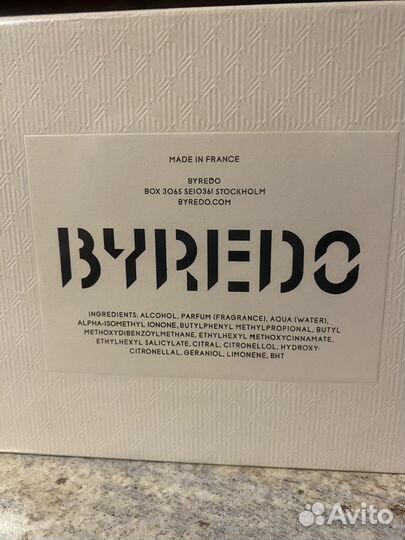 MADE IN FRANCE
BYREDO
BOX 3065 SE10361 STOCKHOLM
BYREDO.COM
BYREDO
INGREDIENTS: ALCOHOL, PARFUM (FRAGRANCE), AQUA (WATER),
ALPHA-ISOMETHYL IONONE, BUTYLPHENYL METHYLPROPIONAL, BUTYL
METHOXYDIBENZOYLMETHANE, ETHYLHEXYL METHOXYCINNAMATE,
ETHYLHEXYL SALICYLATE, CITRAL, CITRONELLOL, HYDROXY-
CITRONELLAL, GERANIOL, LIMONENE, BHT
Avito